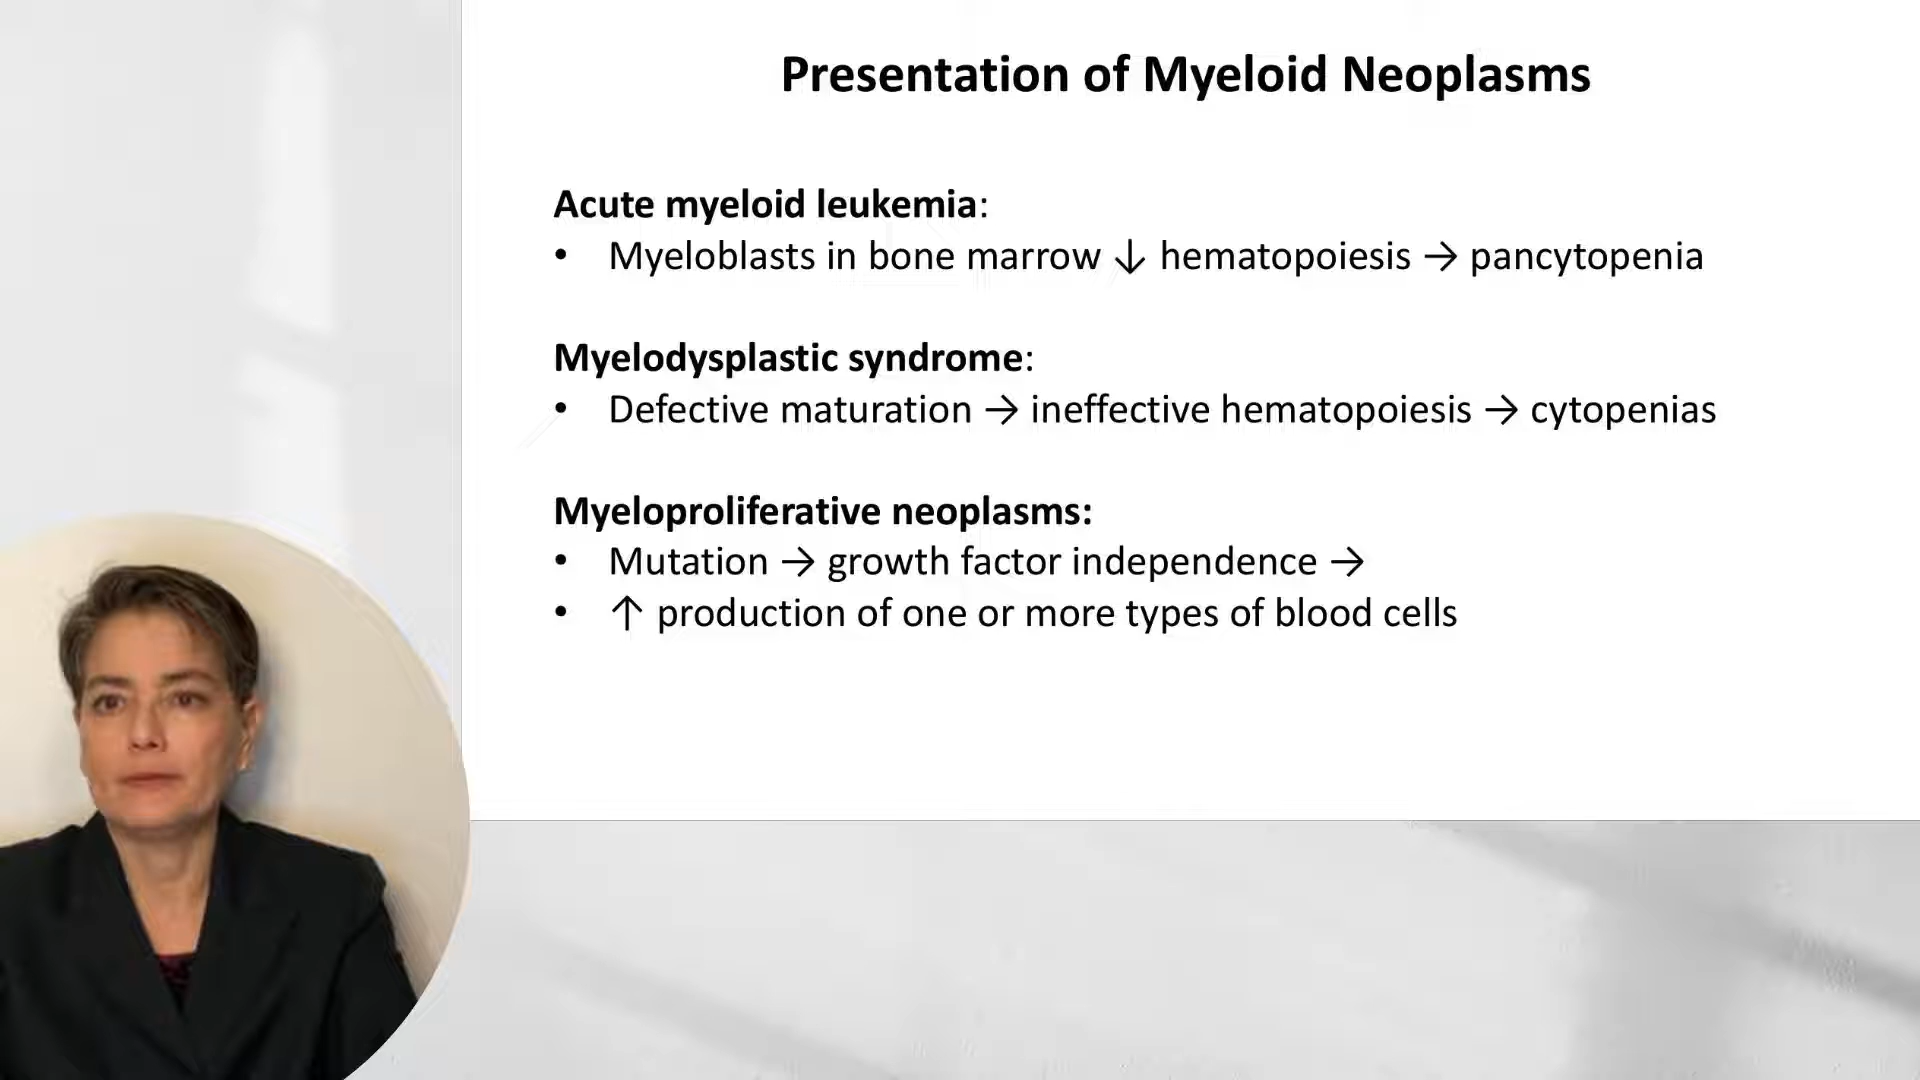 Presentation of Myeloid Neoplasms
Acute myeloid leukemia:
• Myeloblasts in bone marrow ↓ hematopoiesis → pancytopenia
Myelodysplastic syndrome:
• Defective maturation → ineffective hematopoiesis → cytopenias
Myeloproliferative neoplasms:
• Mutation → growth factor independence →
• ↑ production of one or more types of blood cells